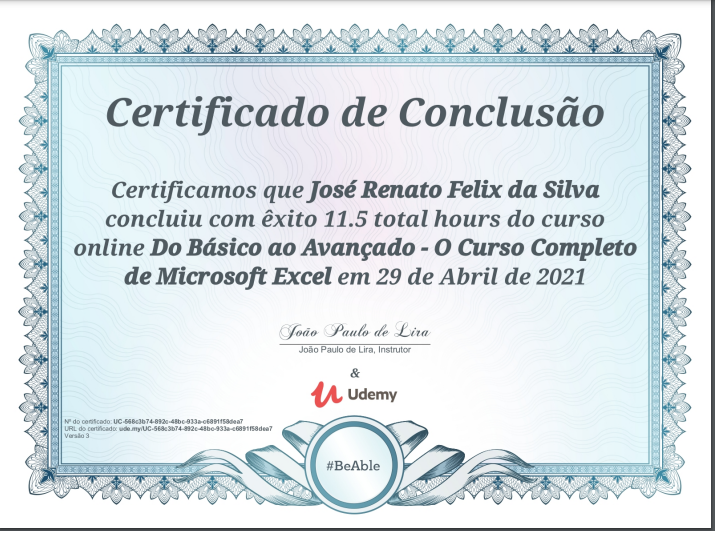 Certificado de Conclusão
Certificamos que José Renato Felix da Silva
concluiu com êxito 11.5 total hours do curso
online Do Básico ao Avançado - O Curso Completo
de Microsoft Excel em 29 de Abril de 2021
João Paulo de Lira
João Paulo de Lira, Instrutor
&
Udemy
Nº do certificado: UC-568c3b74-892c-48bc-933a-c6891f58dea7
URL do certificado: ude.my/UC-568c3b74-892c-48bc-933a-c6891f58dea7
Versão 3
#BeAble